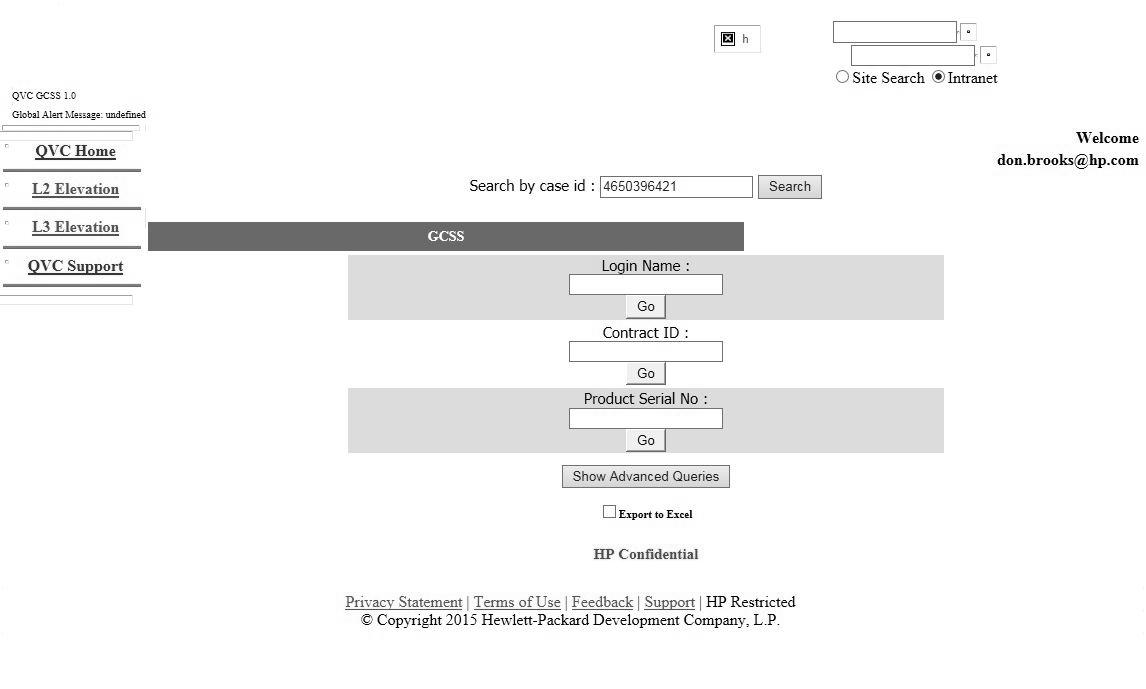 h
Site Search Intranet
QVC GCSS 1.0
Global Alert Message: undefined
Welcome
don.brooks@hp.com
QVC Home
L2 Elevation
L3 Elevation
QVC Support
Search by case id : 4650396421 Search
GCSS
Login Name :
Go
Contract ID :
Go
Product Serial No :
Go
Show Advanced Queries
Export to Excel
HP Confidential
Privacy Statement | Terms of Use | Feedback | Support | HP Restricted
© Copyright 2015 Hewlett-Packard Development Company, L.P.